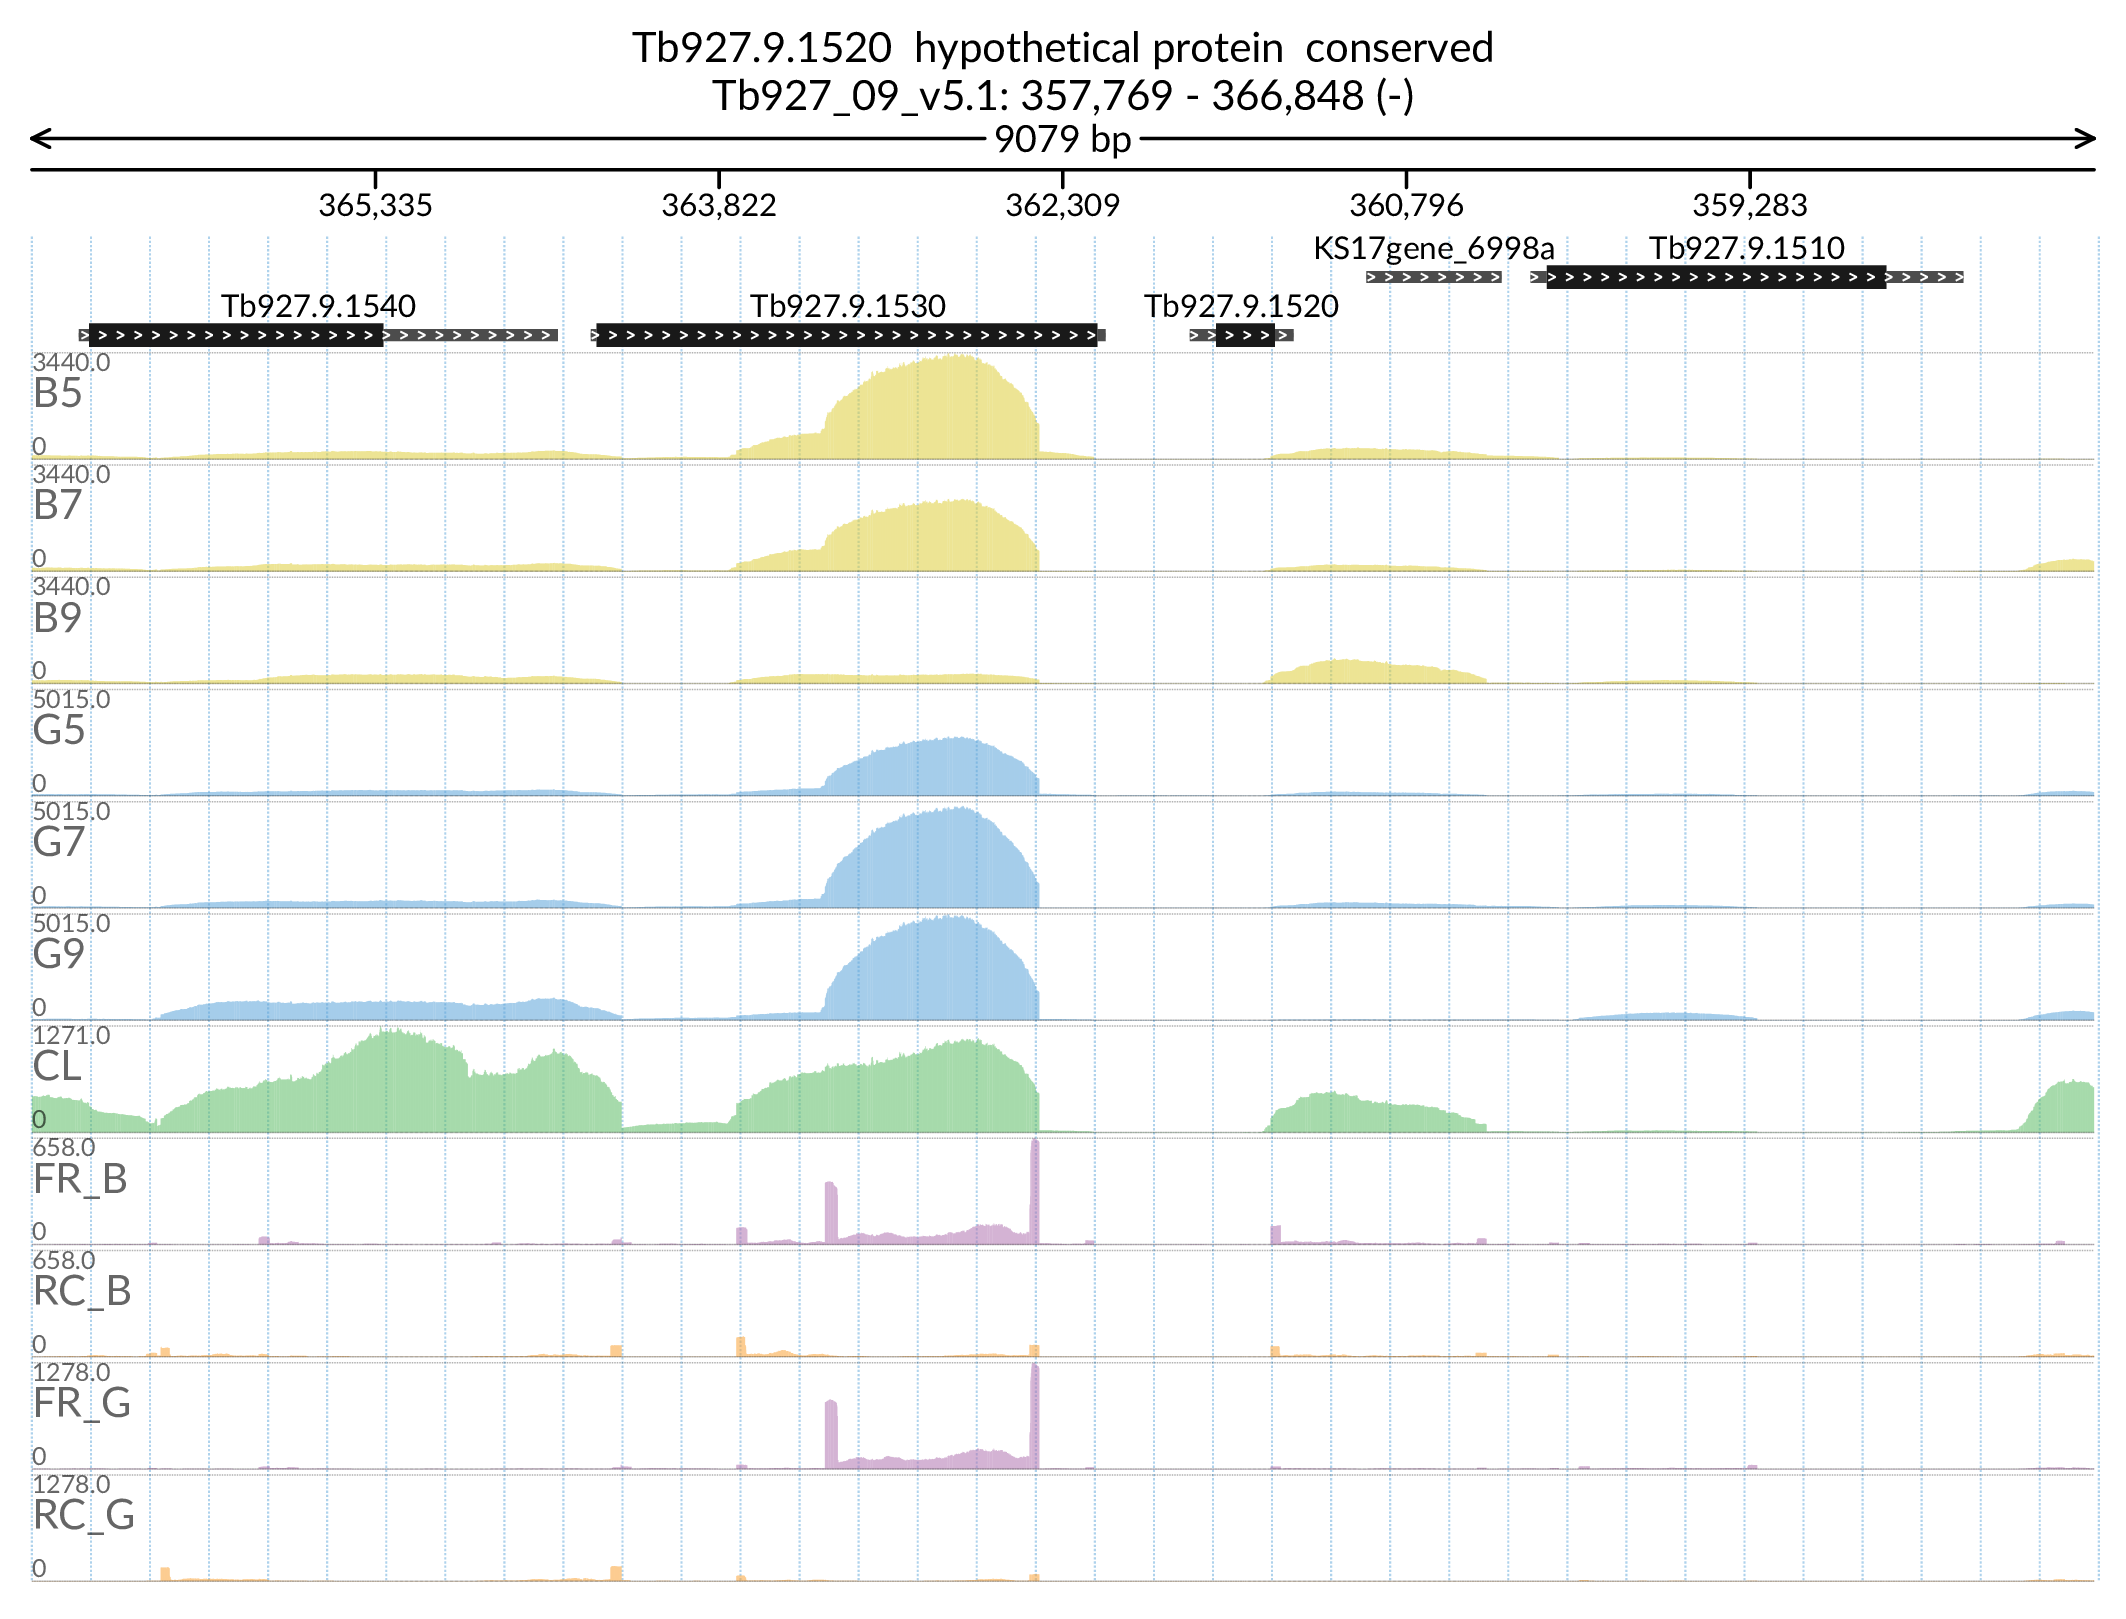 Tb927.9.1520  hypothetical protein  conserved
Tb927_09_v5.1: 357,769 - 366,848 (-)
9079 bp
365,335 363,822 362,309 360,796 359,283
KS17gene_6998a Tb927.9.1510
Tb927.9.1540 Tb927.9.1530 Tb927.9.1520
3440.0
B5
0
3440.0
B7
0
3440.0
B9
0
5015.0
G5
0
5015.0
G7
0
5015.0
G9
0
1271.0
CL
0
658.0
FR_B
0
658.0
RC_B
0
1278.0
FR_G
0
1278.0
RC_G
0